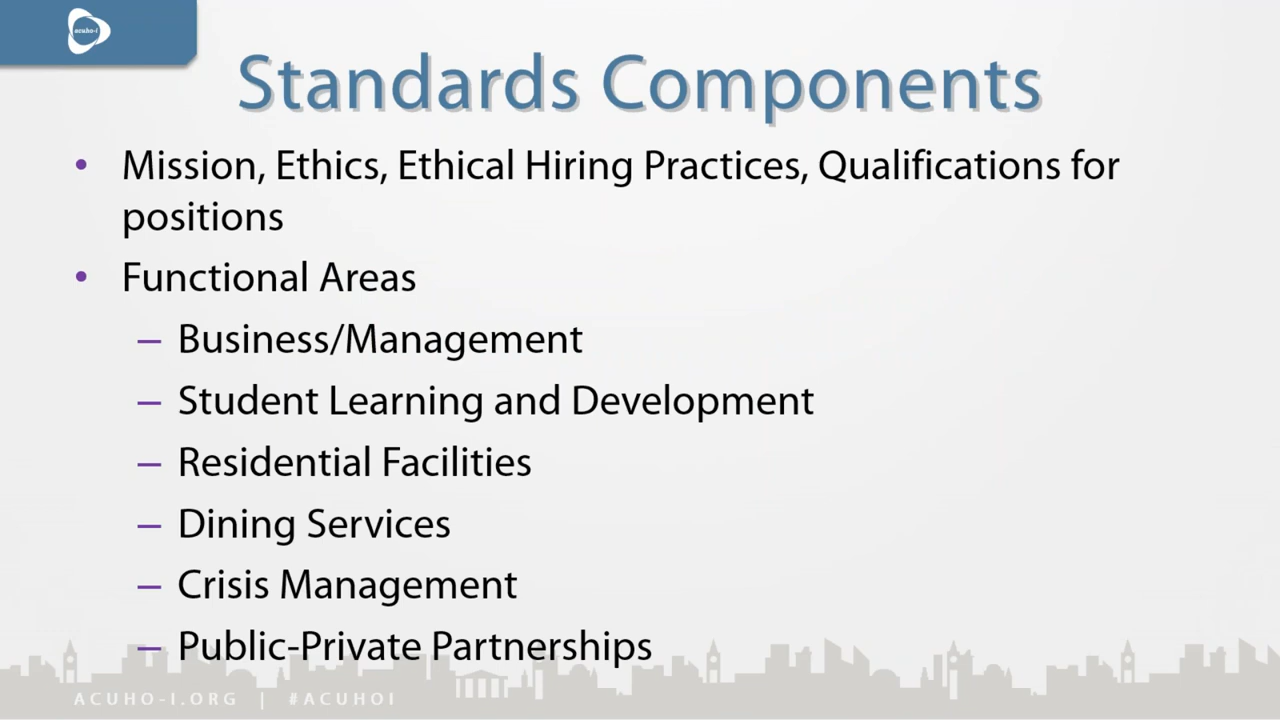 acuho-i
Standards Components
• Mission, Ethics, Ethical Hiring Practices, Qualifications for
positions
• Functional Areas
– Business/Management
– Student Learning and Development
– Residential Facilities
– Dining Services
– Crisis Management
– Public-Private Partnerships
ACUHO-I.ORG | #ACUHOI